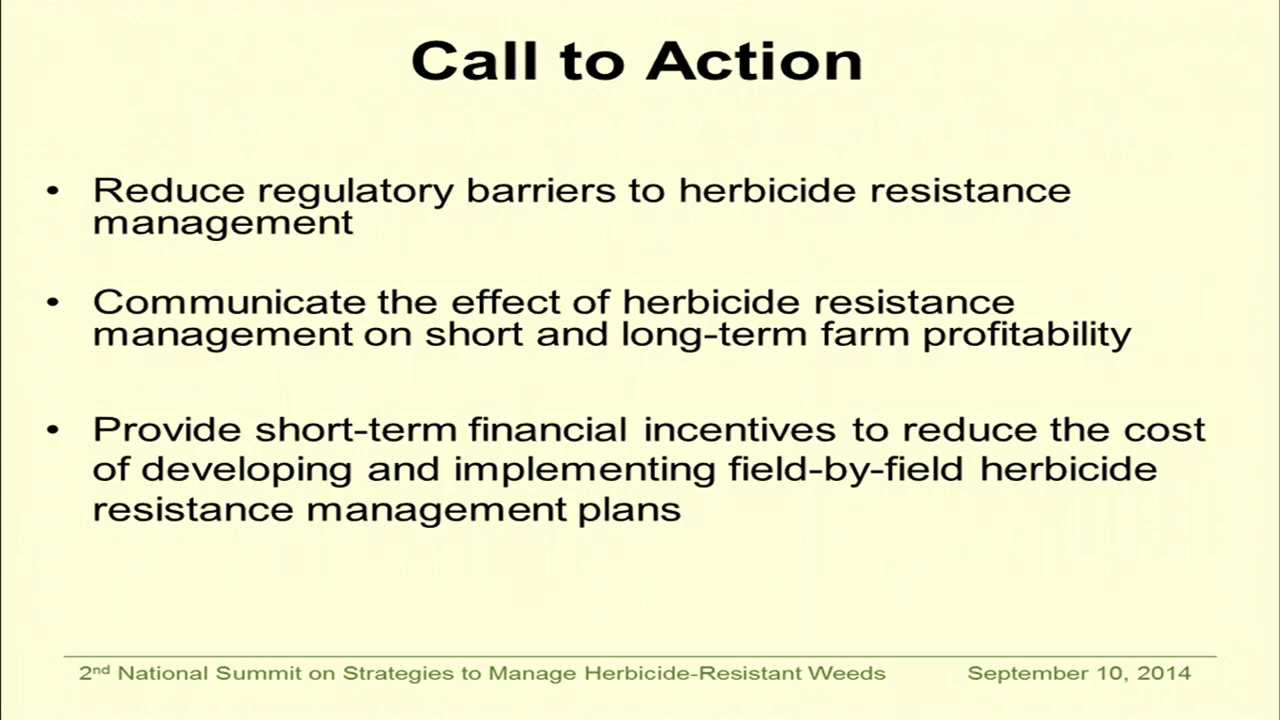 Call to Action
• Reduce regulatory barriers to herbicide resistance
management
• Communicate the effect of herbicide resistance
management on short and long-term farm profitability
• Provide short-term financial incentives to reduce the cost
of developing and implementing field-by-field herbicide
resistance management plans
2nd National Summit on Strategies to Manage Herbicide-Resistant Weeds September 10, 2014